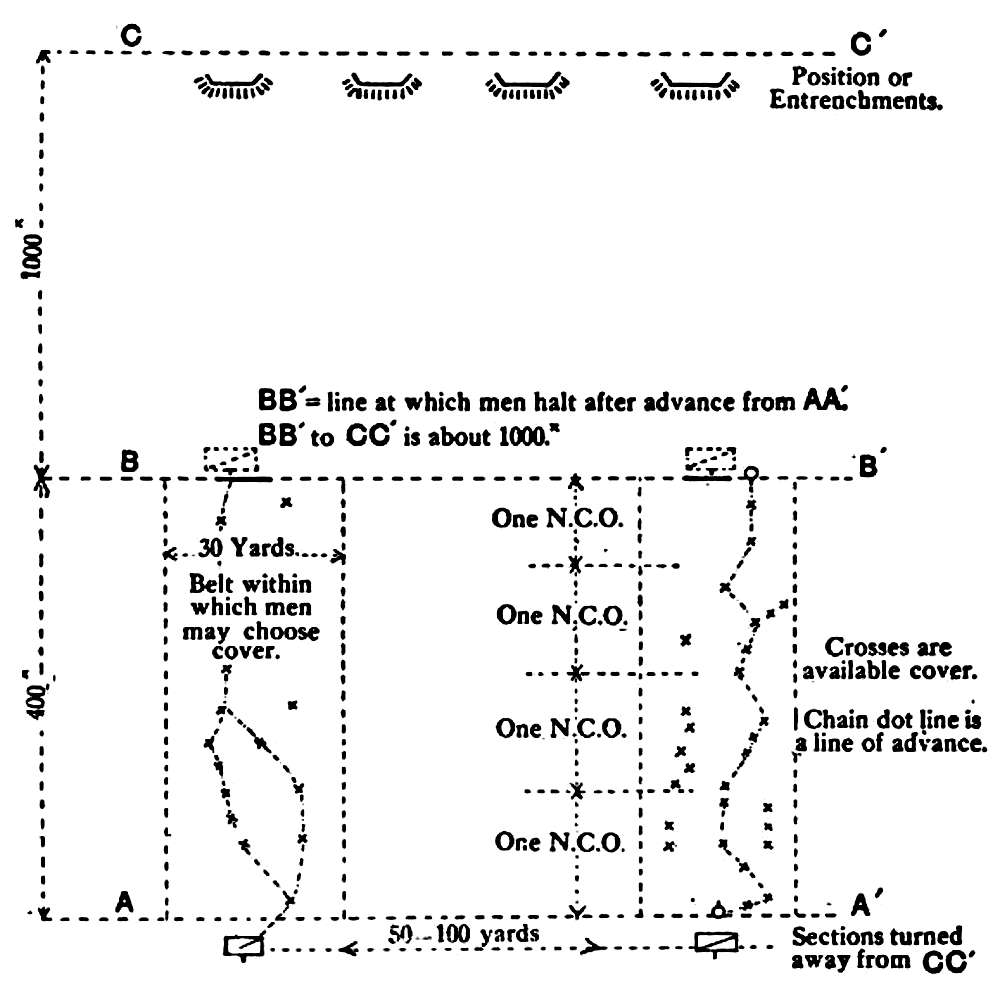 C C′
Position or
Entrenchments.
1000ˣ
BB′= line at which men halt after advance from AA′.
BB′ to CC′ is about 1000.ˣ
B B′
One N.C.O.
30 Yards
Belt within
which men
may choose
cover.
One N.C.O.
Crosses are
available cover.
400ˣ
One N.C.O.
Chain dot line is
a line of advance.
One N.C.O.
A A′
50--100 yards
Sections turned
away from CC′